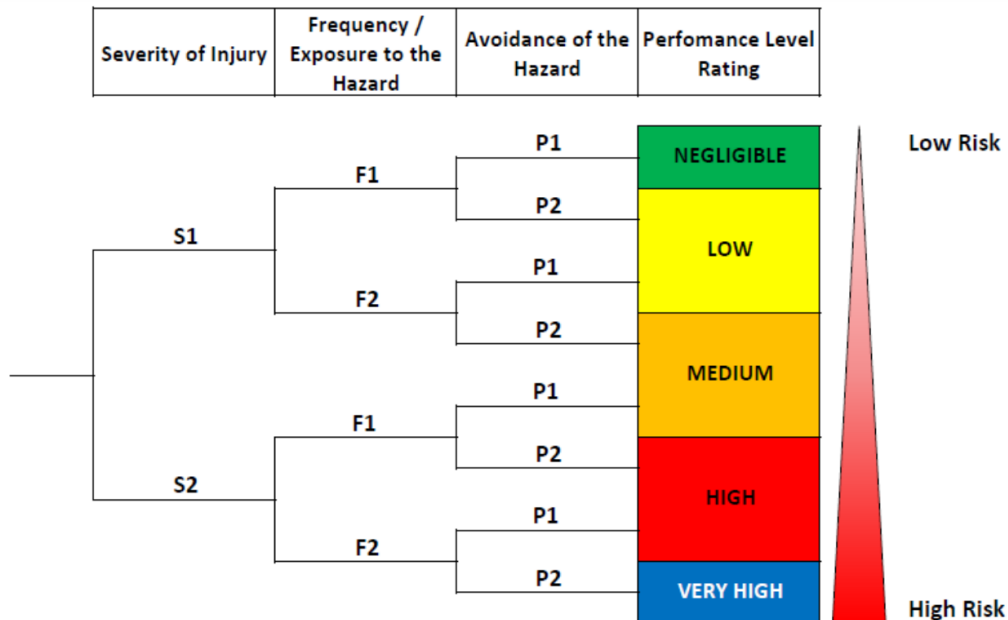 Severity of Injury
Frequency /
Exposure to the
Hazard
Avoidance of the
Hazard
Perfomance Level
Rating
P1
NEGLIGIBLE
Low Risk
F1
P2
S1
LOW
P1
F2
P2
MEDIUM
P1
F1
P2
S2
HIGH
P1
F2
P2
VERY HIGH
High Risk